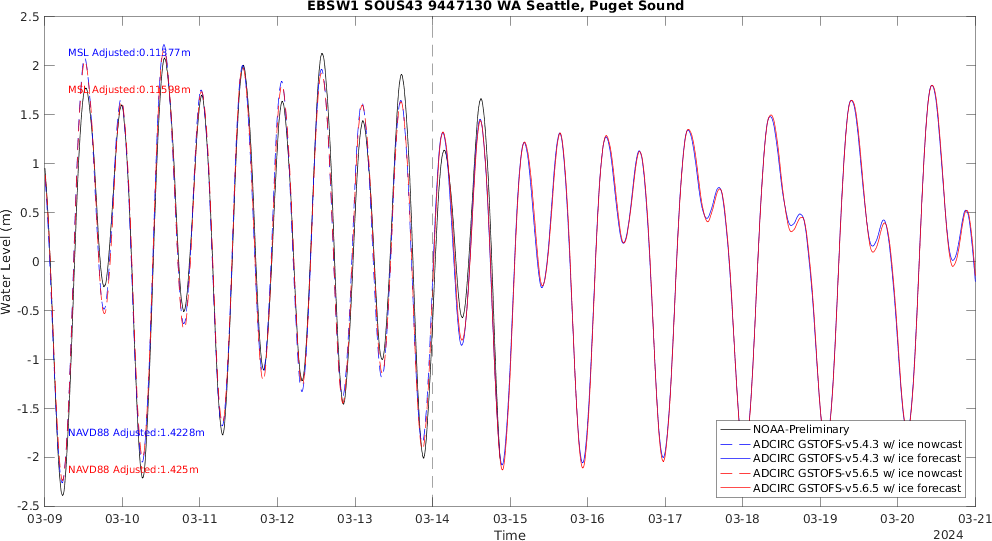 EBSW1 SOUS43 9447130 WA Seattle, Puget Sound
2.5
2
1.5
1
0.5
0
-0.5
-1
-1.5
-2
-2.5
Water Level (m)
MSL Adjusted:0.11377m
MSL Adjusted:0.11598m
NAVD88 Adjusted:1.4228m
NAVD88 Adjusted:1.425m
NOAA-Preliminary
ADCIRC GSTOFS-v5.4.3 w/ ice nowcast
ADCIRC GSTOFS-v5.4.3 w/ ice forecast
ADCIRC GSTOFS-v5.6.5 w/ ice nowcast
ADCIRC GSTOFS-v5.6.5 w/ ice forecast
03-09 03-10 03-11 03-12 03-13 03-14 03-15 03-16 03-17 03-18 03-19 03-20 03-21
Time
2024